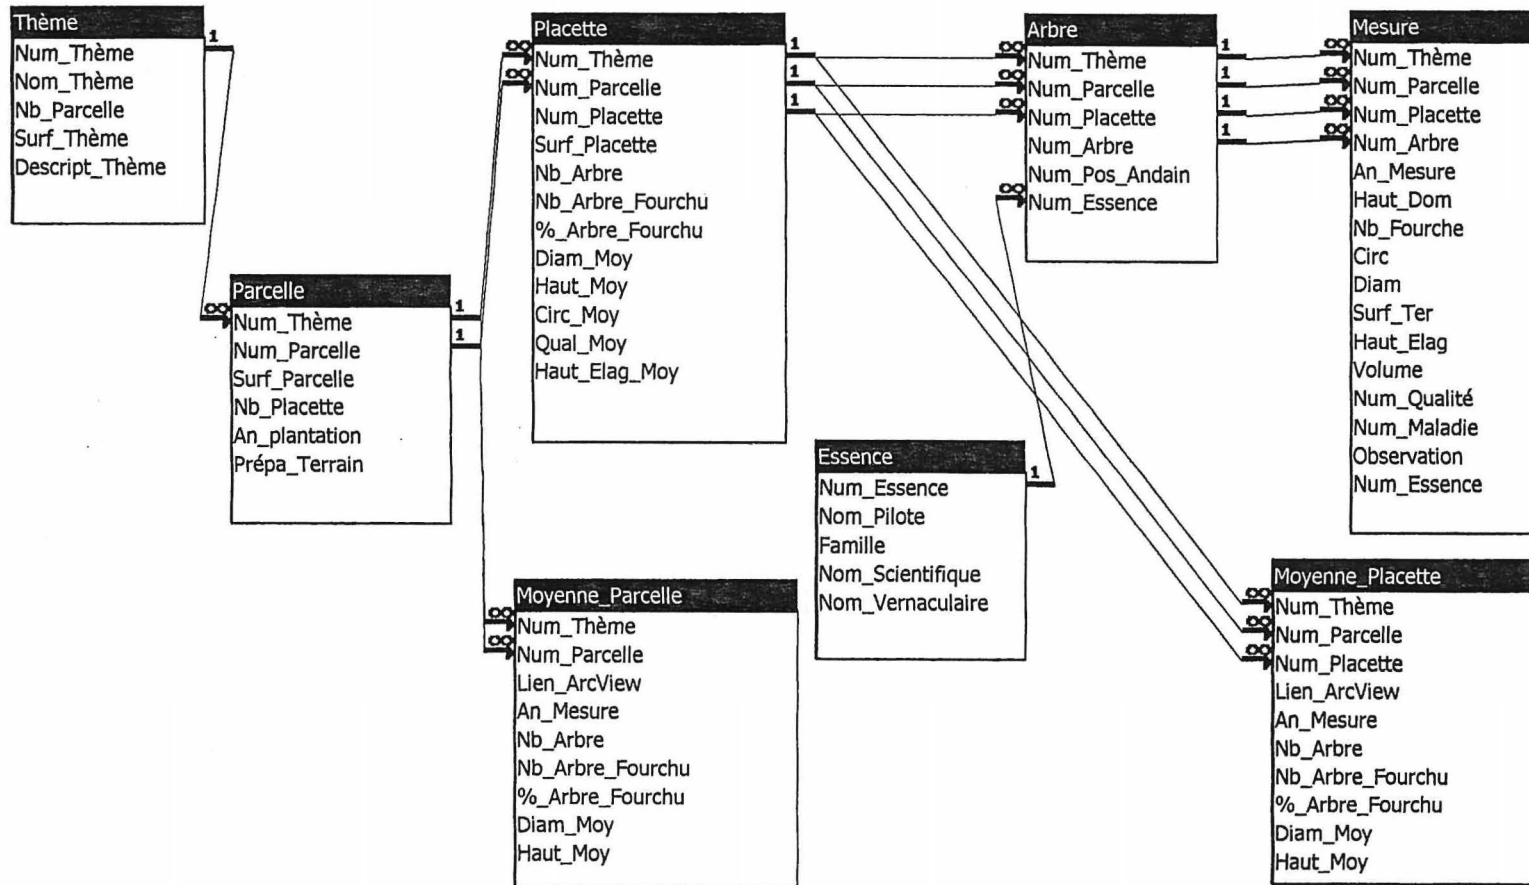 Thème
Num_Thème
Nom_Thème
Nb_Parcelle
Surf_Thème
Descript_Thème
1
Parcelle
Num_Thème
Num_Parcelle
Surf_Parcelle
Nb_Placette
An_plantation
Prépa_Terrain
∞
1
1
Placette
Num_Thème
Num_Parcelle
Num_Placette
Surf_Placette
Nb_Arbre
Nb_Arbre_Fourchu
%_Arbre_Fourchu
Diam_Moy
Haut_Moy
Circ_Moy
Qual_Moy
Haut_Elag_Moy
∞
∞
1
1
1
Moyenne_Parcelle
Num_Thème
Num_Parcelle
Lien_ArcView
An_Mesure
Nb_Arbre
Nb_Arbre_Fourchu
%_Arbre_Fourchu
Diam_Moy
Haut_Moy
∞
∞
Essence
Num_Essence
Nom_Pilote
Famille
Nom_Scientifique
Nom_Vernaculaire
1
Arbre
Num_Thème
Num_Parcelle
Num_Placette
Num_Arbre
Num_Pos_Andain
Num_Essence
∞
∞
∞
∞
1
1
1
1
Mesure
Num_Thème
Num_Parcelle
Num_Placette
Num_Arbre
An_Mesure
Haut_Dom
Nb_Fourche
Circ
Diam
Surf_Ter
Haut_Elag
Volume
Num_Qualité
Num_Maladie
Observation
Num_Essence
∞
∞
∞
∞
Moyenne_Placette
Num_Thème
Num_Parcelle
Num_Placette
Lien_ArcView
An_Mesure
Nb_Arbre
Nb_Arbre_Fourchu
%_Arbre_Fourchu
Diam_Moy
Haut_Moy
∞
∞
∞